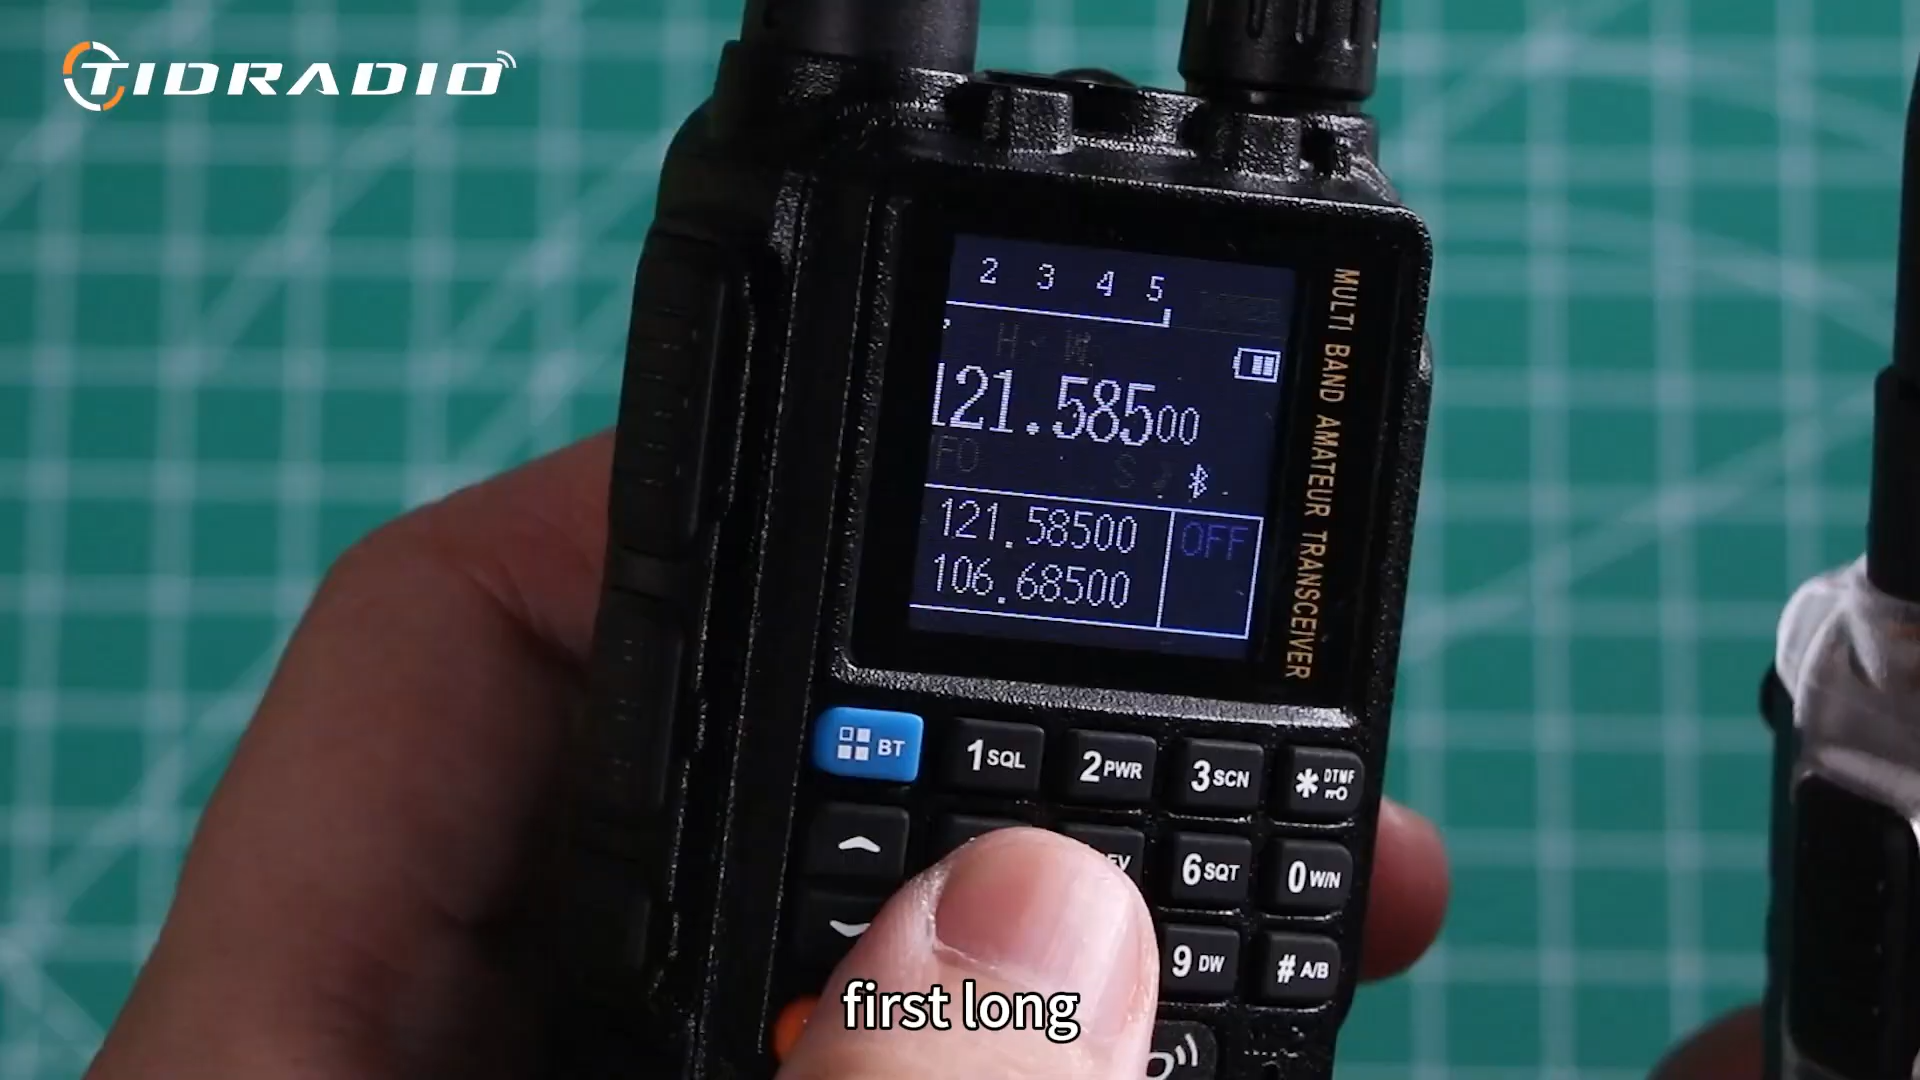 TIDRADIO
2 3 4 5
121.58500
121.58500
OFF
106.68500
MULTI BAND AMATEUR TRANSCEIVER
BT
1 SQL
2 PWR
3 SCN
* DTMF
6 SQT
0 W/N
9 DW
# A/B
first long